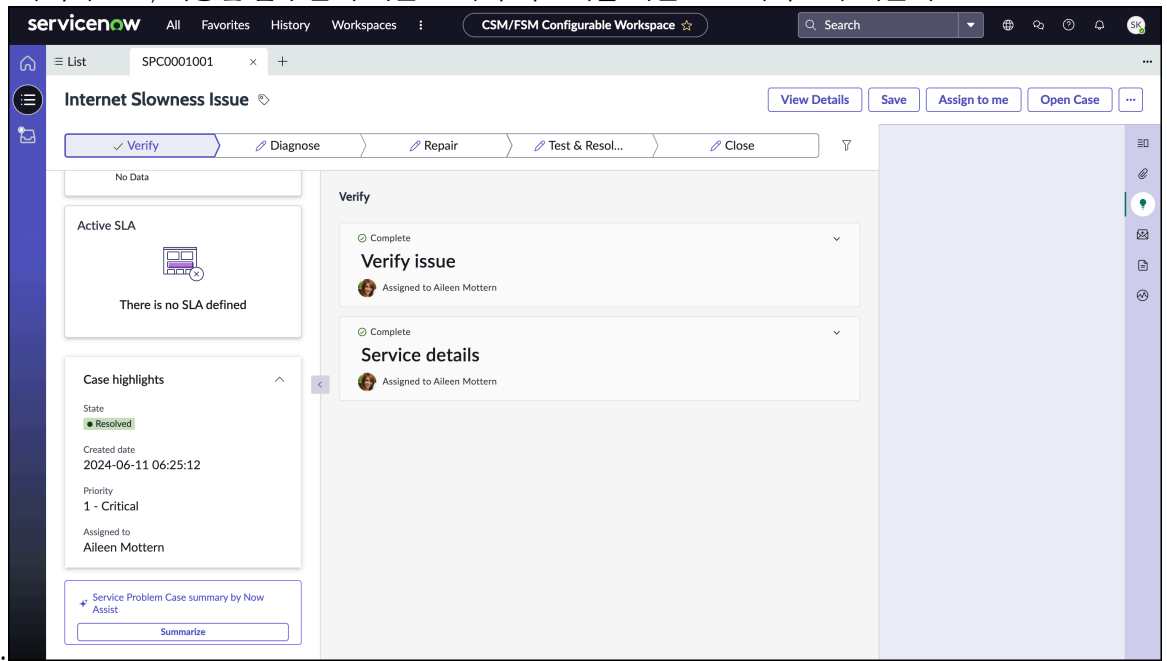 servicenow All Favorites History Workspaces CSM/FSM Configurable Workspace Search SK
List SPC0001001 × +
Internet Slowness Issue View Details Save Assign to me Open Case
Verify Diagnose Repair Test & Resol... Close
No Data
Active SLA
There is no SLA defined
Case highlights
State
Resolved
Created date
2024-06-11 06:25:12
Priority
1 - Critical
Assigned to
Aileen Mottern
Service Problem Case summary by Now
Assist
Summarize
Verify
Complete
Verify issue
Assigned to Aileen Mottern
Complete
Service details
Assigned to Aileen Mottern